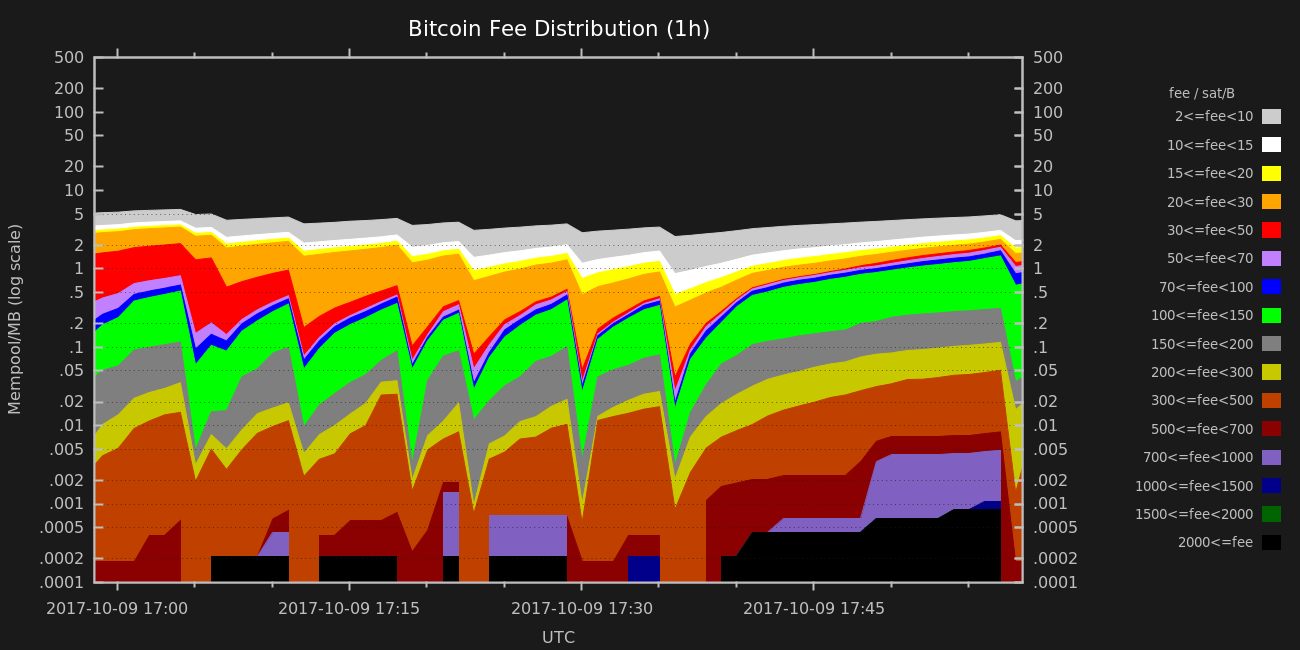 Bitcoin Fee Distribution (1h)
500
200
100
50
20
10
5
2
1
.5
.2
.1
.05
.02
.01
.005
.002
.001
.0005
.0002
.0001
Mempool/MB (log scale)
500
200
100
50
20
10
5
2
1
.5
.2
.1
.05
.02
.01
.005
.002
.001
.0005
.0002
.0001
2017-10-09 17:00 2017-10-09 17:15 2017-10-09 17:30 2017-10-09 17:45
UTC
fee / sat/B
2<=fee<10
10<=fee<15
15<=fee<20
20<=fee<30
30<=fee<50
50<=fee<70
70<=fee<100
100<=fee<150
150<=fee<200
200<=fee<300
300<=fee<500
500<=fee<700
700<=fee<1000
1000<=fee<1500
1500<=fee<2000
2000<=fee